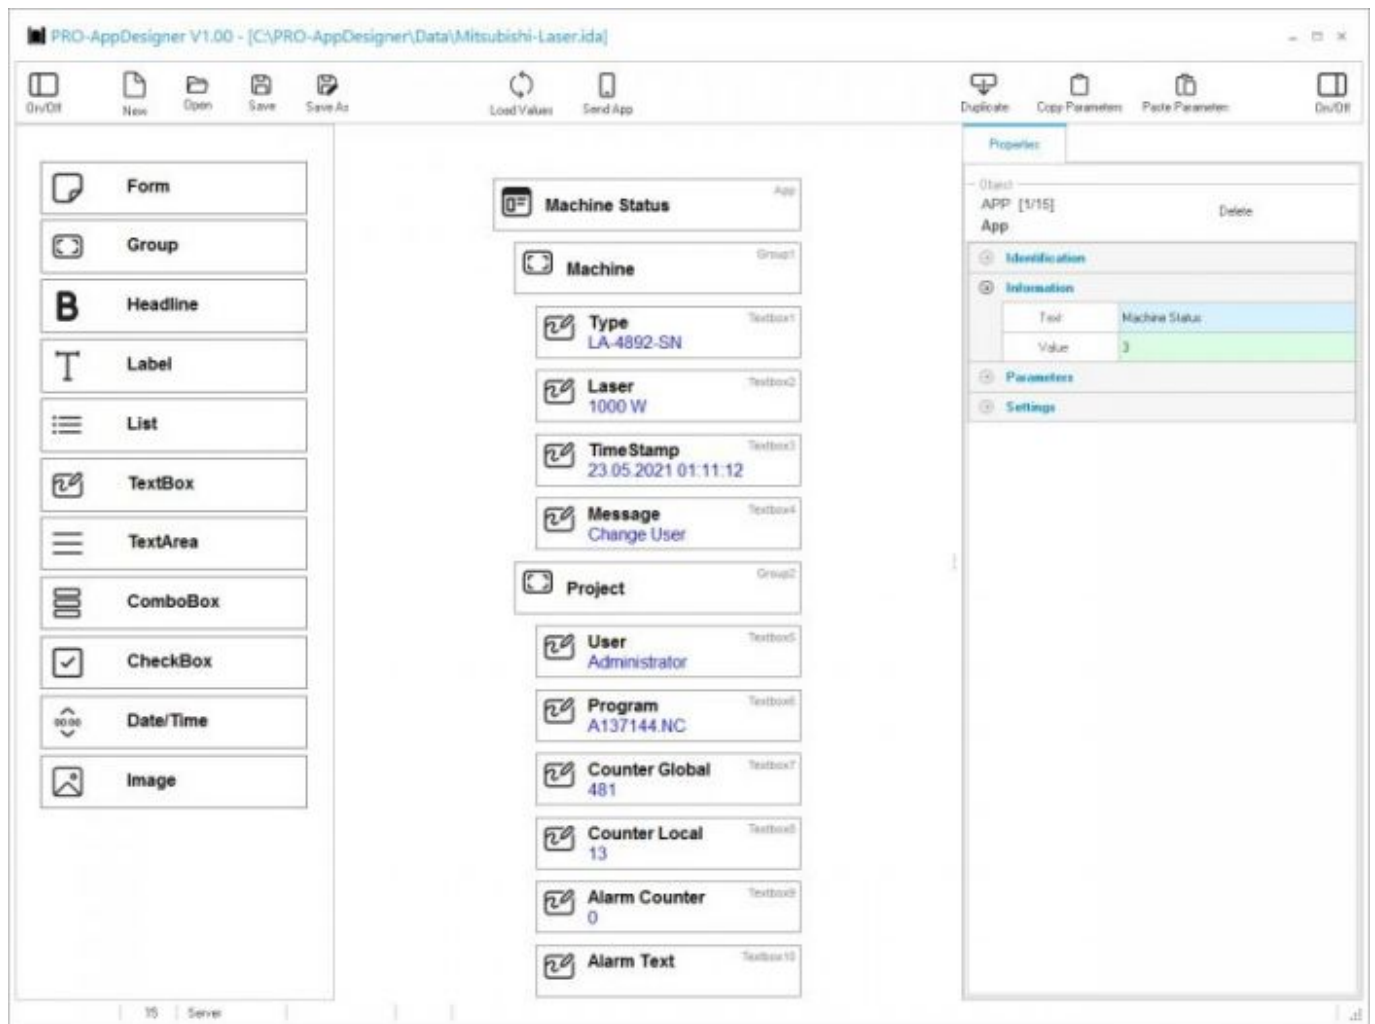 PRO-AppDesigner V1.00 - [C:\PRO-AppDesigner\Data\Mitsubishi-Laser.ida]
On/Off New Open Save Save As Load Values Send App Duplicate Copy Parameters Paste Parameters On/Off
Form
Group
Headline
Label
List
TextBox
TextArea
ComboBox
CheckBox
00:00 Date/Time
Image
Machine Status App
Machine Group1
Type Textbox1
LA-4892-SN
Laser Textbox2
1000 W
TimeStamp Textbox3
23.05.2021 01:11:12
Message Textbox4
Change User
Project Group2
User Textbox5
Administrator
Program Textbox6
A137144.NC
Counter Global Textbox7
481
Counter Local Textbox8
13
Alarm Counter Textbox9
0
Alarm Text Textbox10
Properties
Object
APP [1/15] Delete
App
Identification
Information
Text Machine Status
Value 3
Parameters
Settings
15 Server